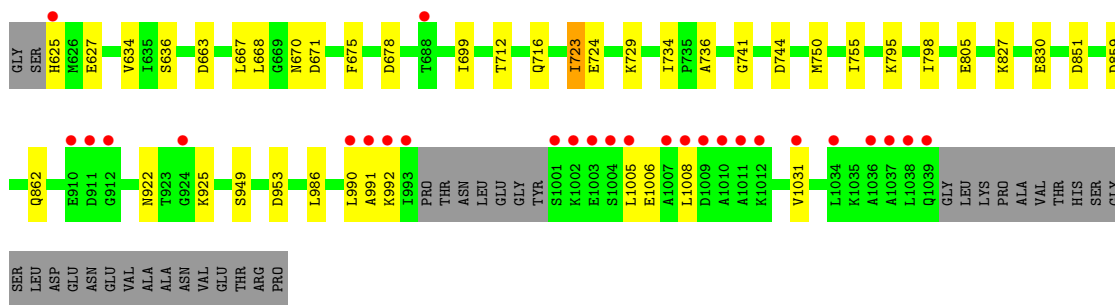 GLY SER H625 M626 E627 V634 I635 S636 D663 L667 L668 G669 N670 D671 F675 D678 T688 I699 T712 Q716 I723 E724 K729 I734 P735 A736 G741 D744 M750 I755 K795 I798 E805 K827 E830 D851 D859
Q862 E910 D911 G912 N922 T923 G924 K925 S949 D953 L986 L990 A991 K992 I993 PRO THR ASN LEU GLU GLY TYR S1001 K1002 E1003 S1004 L1005 E1006 A1007 L1008 D1009 A1010 A1011 K1012 V1031 L1034 K1035 A1036 A1037 L1038 Q1039 GLY LEU LYS PRO ALA VAL THR HIS SER GLY
SER LEU ASP GLU ASN GLU VAL ALA ALA ASN VAL GLU THR ARG PRO